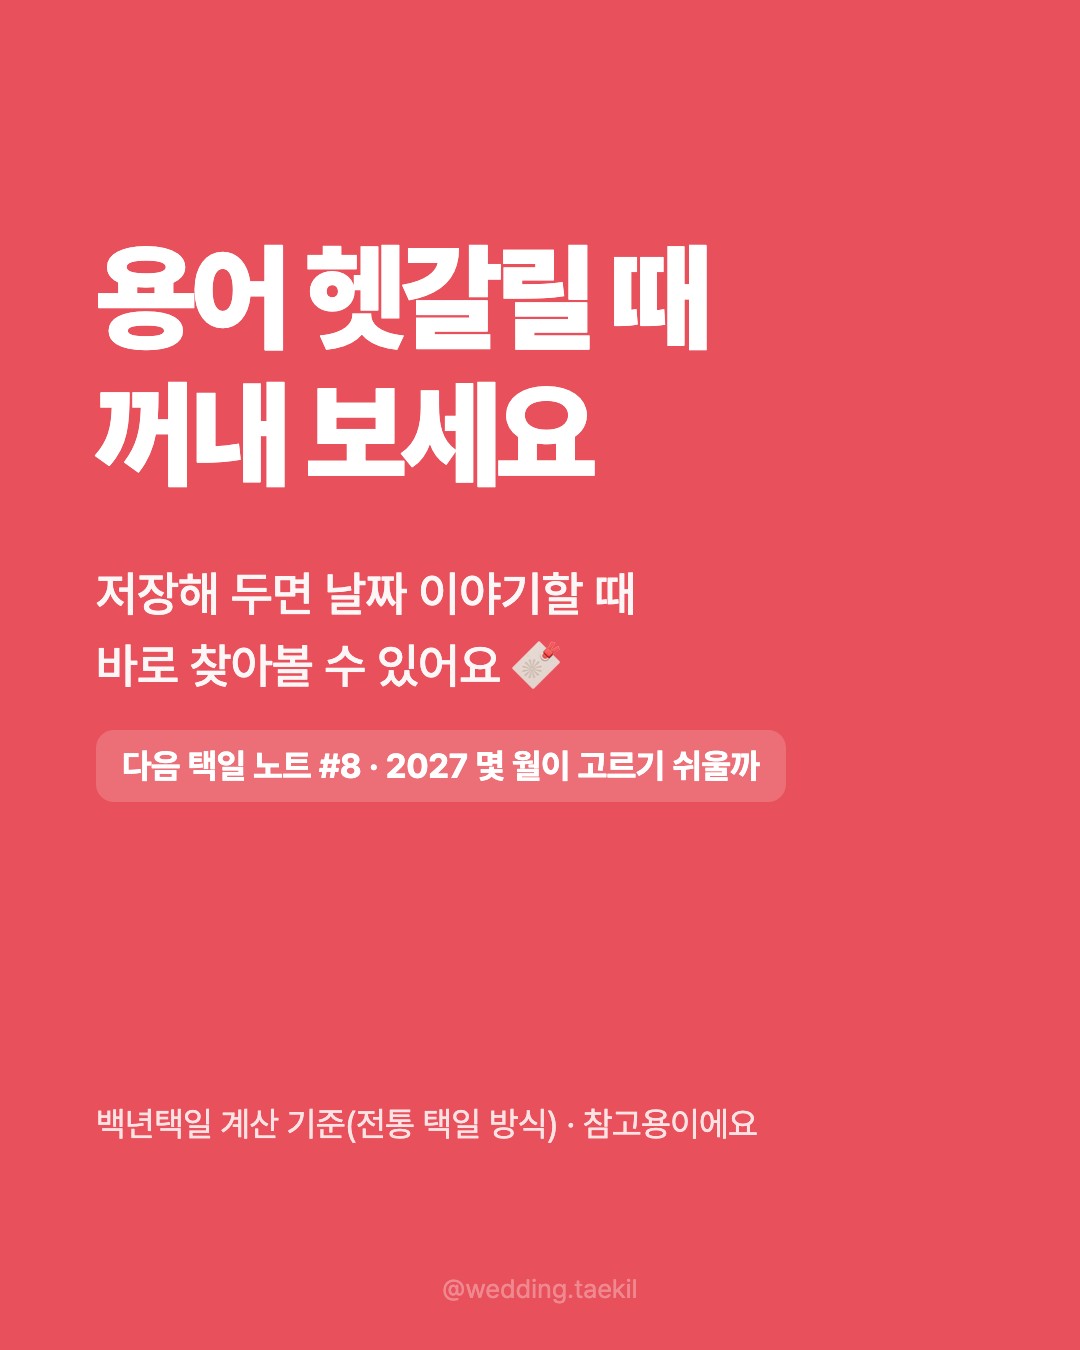 용어 헷갈릴 때
꺼내 보세요
저장해 두면 날짜 이야기할 때
바로 찾아볼 수 있어요
다음 택일 노트 #8 · 2027 몇 월이 고르기 쉬울까
백년택일 계산 기준(전통 택일 방식) · 참고용이에요
@wedding.taekil